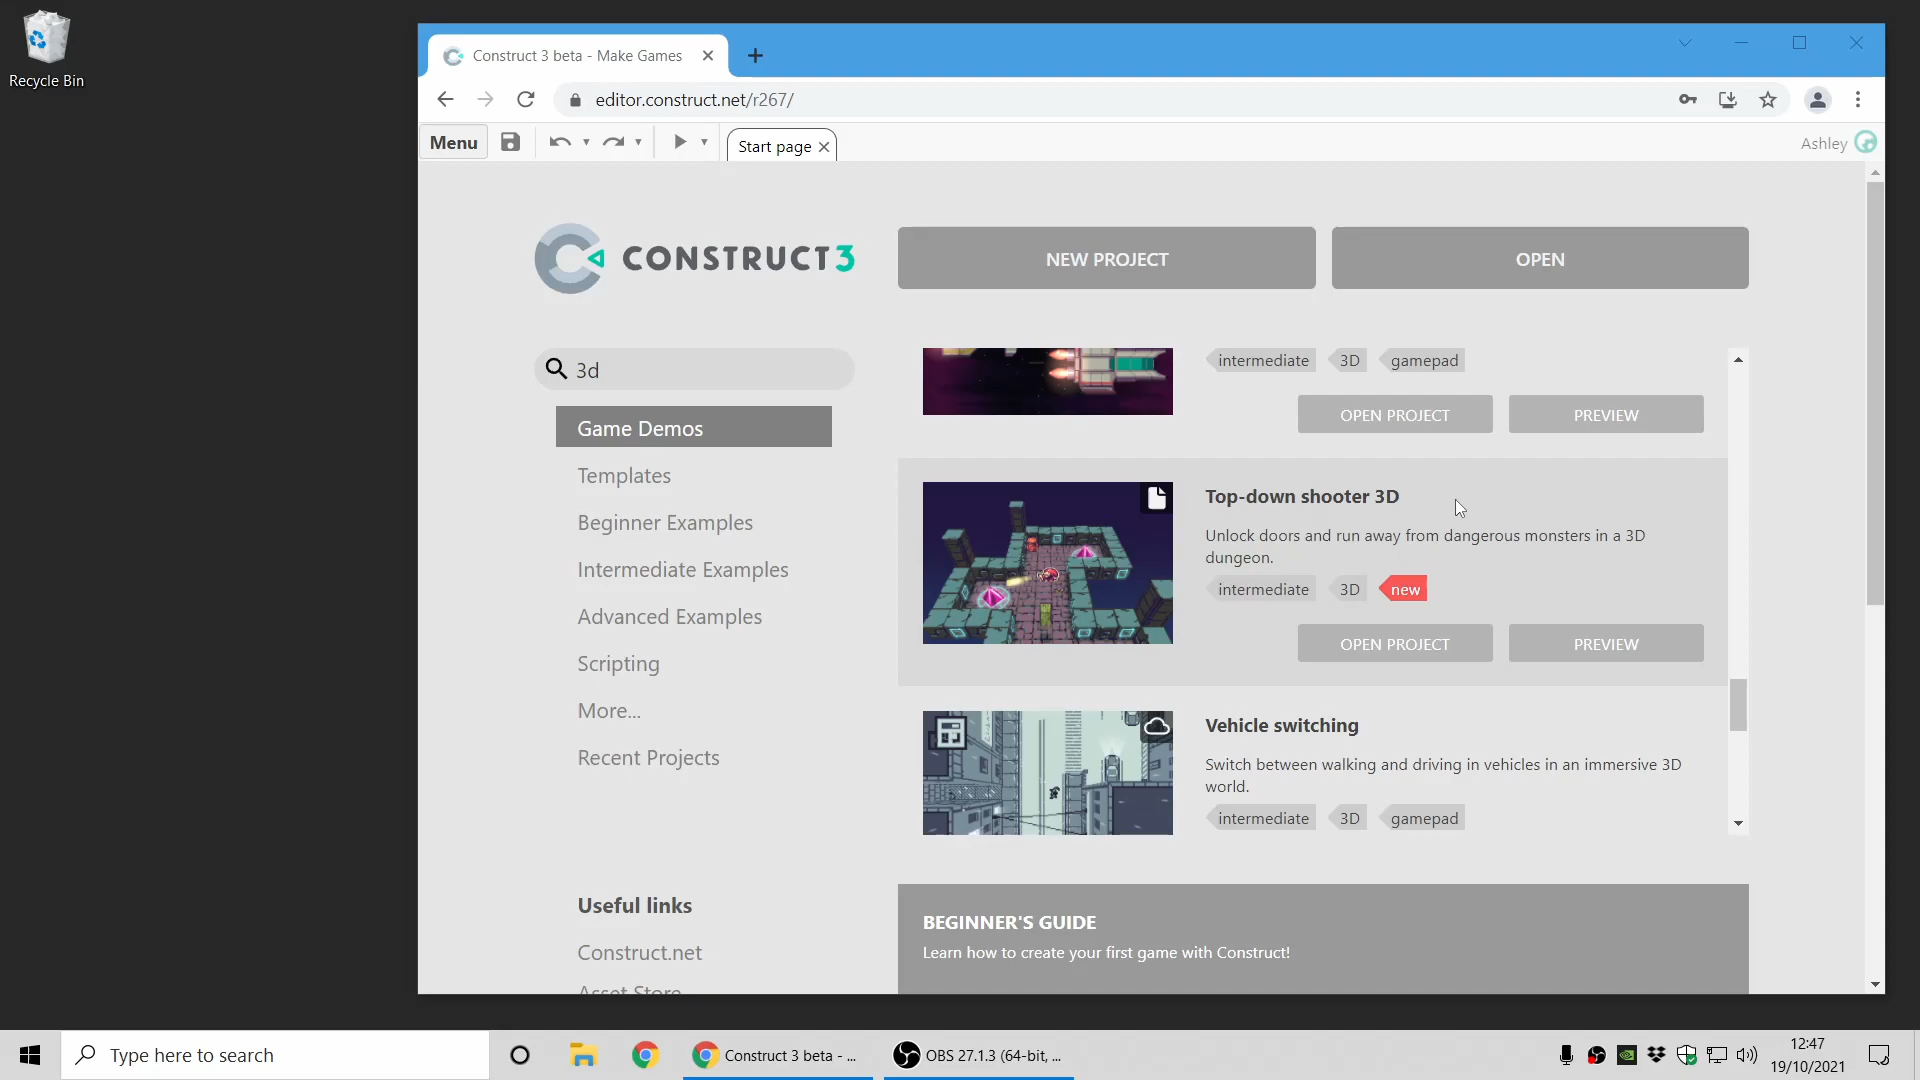 Recycle Bin
Construct 3 beta - Make Games
editor.construct.net/r267/
Menu
Start page
Ashley
CONSTRUCT 3
NEW PROJECT
OPEN
3d
Game Demos
Templates
Beginner Examples
Intermediate Examples
Advanced Examples
Scripting
More...
Recent Projects
intermediate 3D gamepad
OPEN PROJECT PREVIEW
Top-down shooter 3D
Unlock doors and run away from dangerous monsters in a 3D
dungeon.
intermediate 3D new
OPEN PROJECT PREVIEW
Vehicle switching
Switch between walking and driving in vehicles in an immersive 3D
world.
intermediate 3D gamepad
Useful links
Construct.net
Asset Store
BEGINNER'S GUIDE
Learn how to create your first game with Construct!
Type here to search
Construct 3 beta - ...
OBS 27.1.3 (64-bit, ...
12:47
19/10/2021